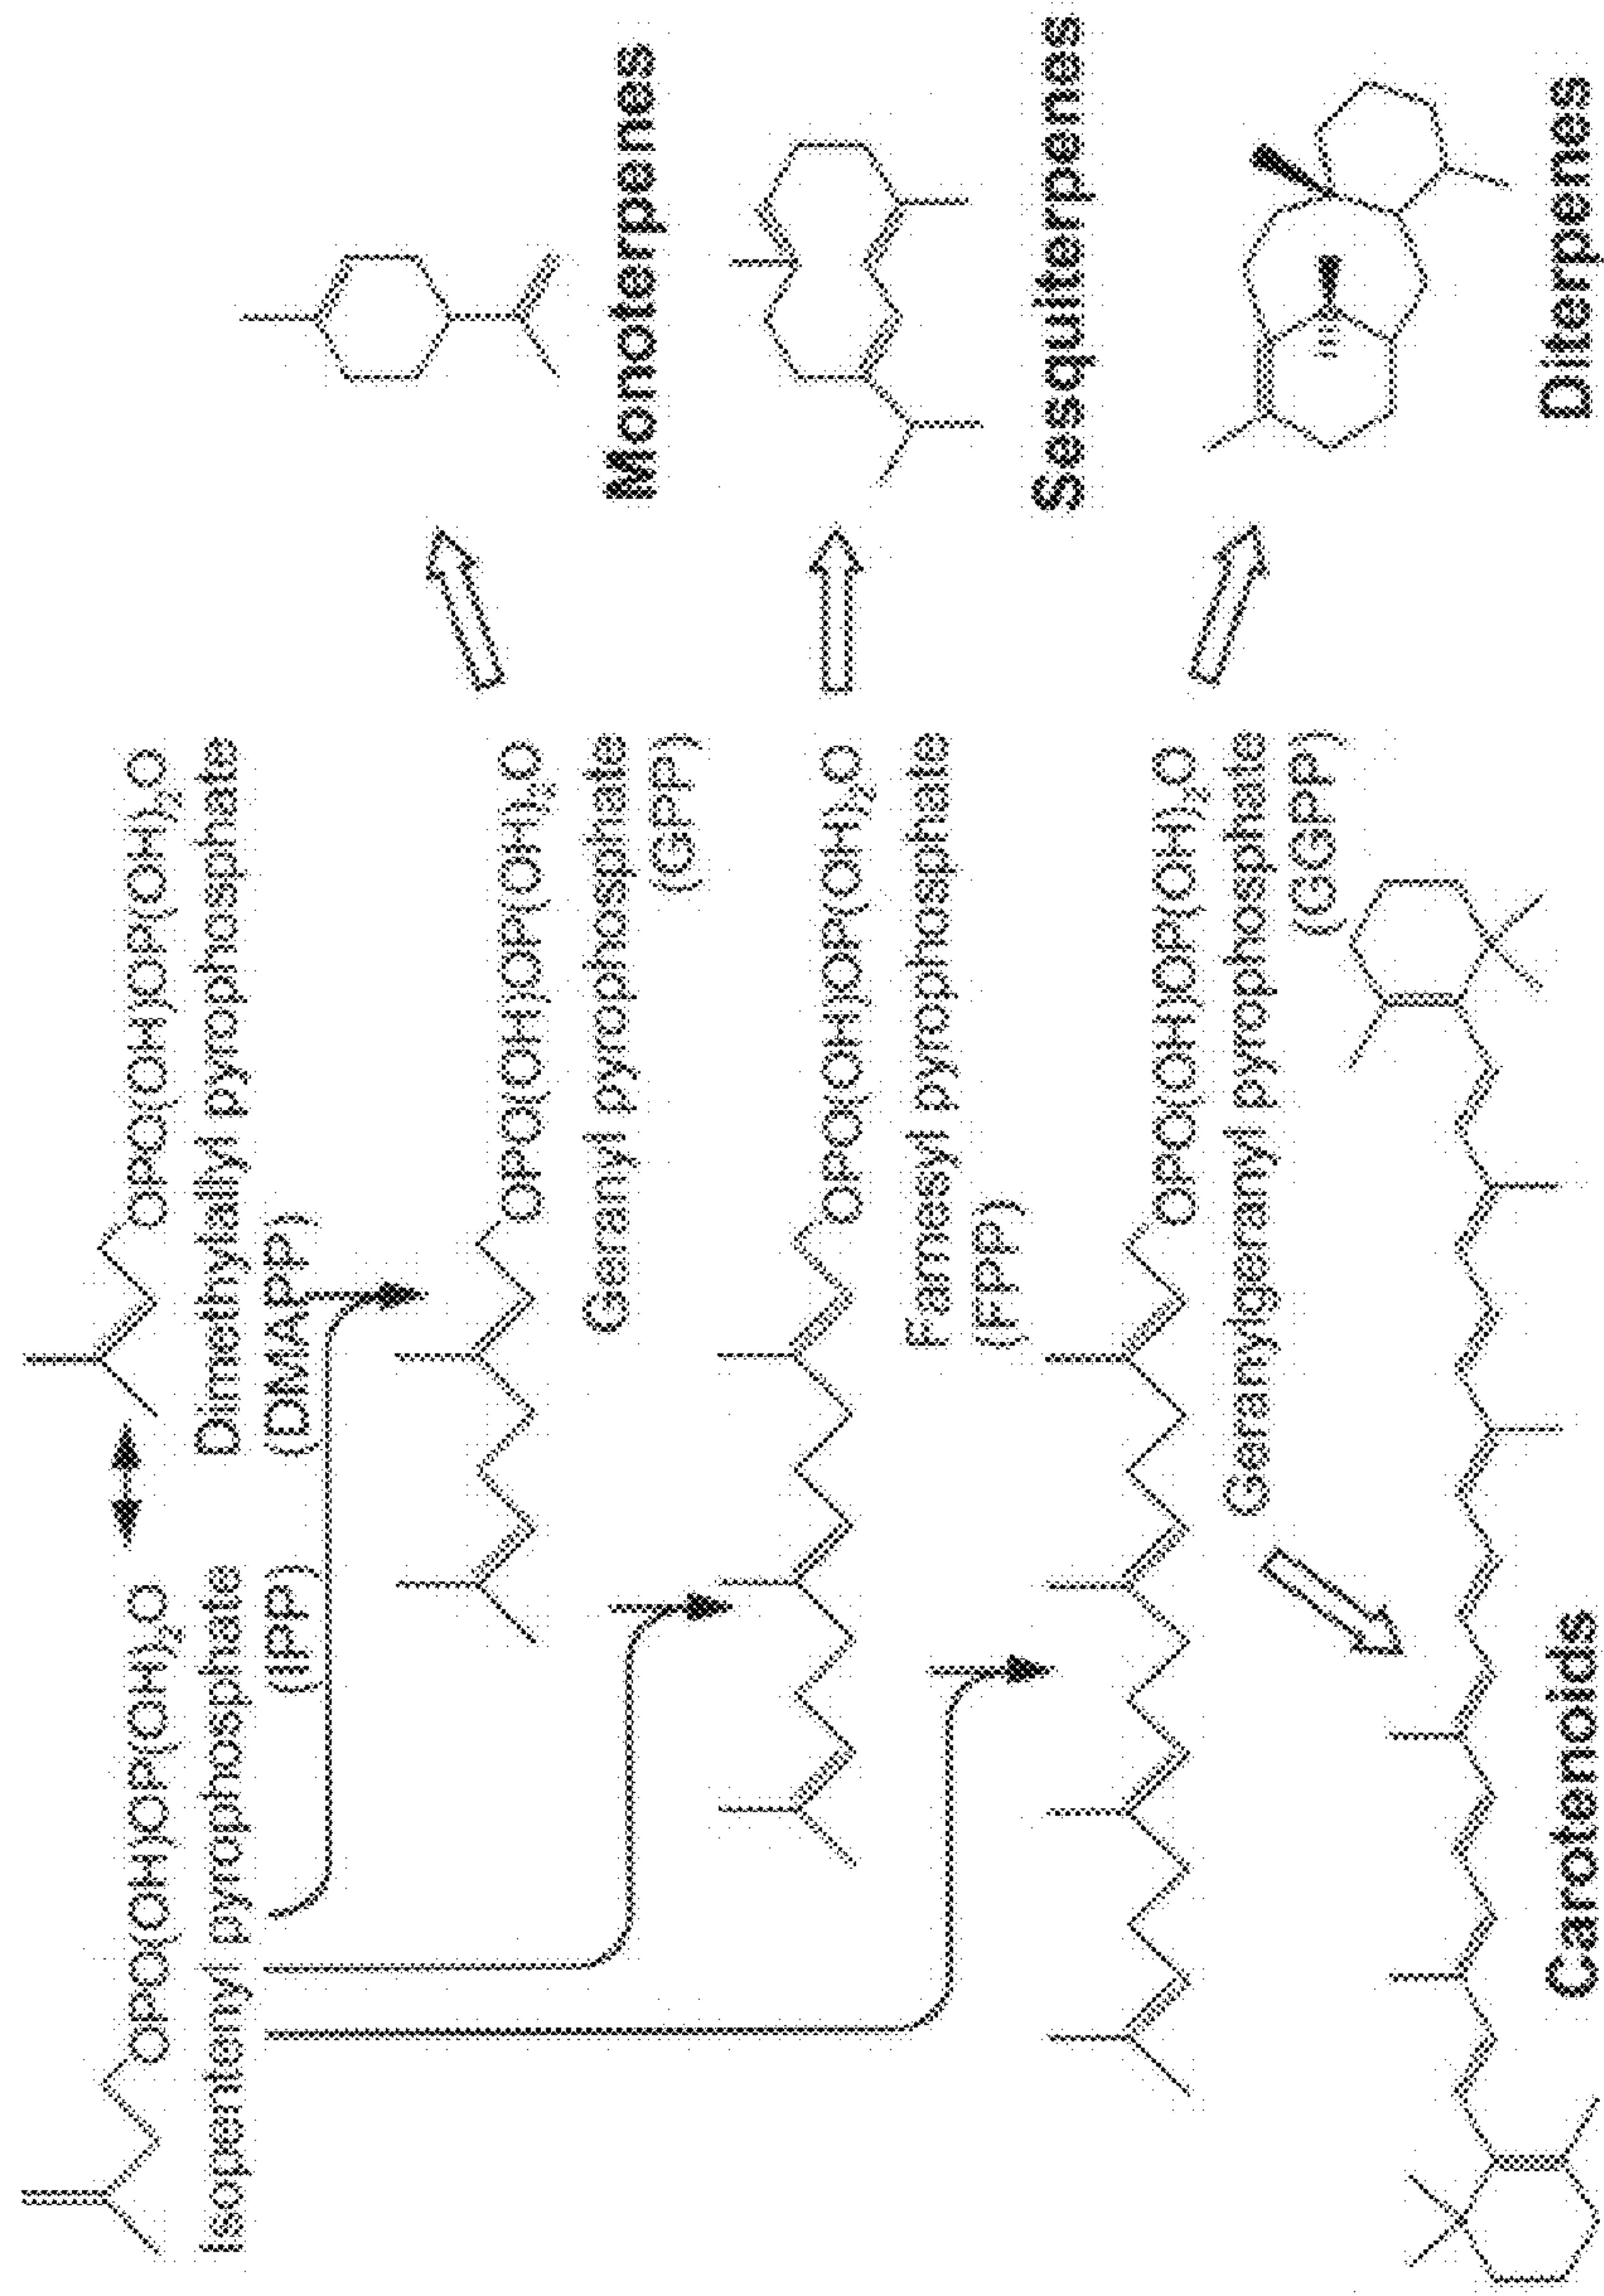 OPO(OH)OP(OH)₂O
Isopentenyl pyrophosphate
(IPP)
OPO(OH)OP(OH)₂O
Dimethylallyl pyrophosphate
(DMAPP)
OPO(OH)OP(OH)₂O
Geranyl pyrophosphate
(GPP)
Monoterpenes
OPO(OH)OP(OH)₂O
Farnesyl pyrophosphate
(FPP)
Sesquiterpenes
OPO(OH)OP(OH)₂O
Geranylgeranyl pyrophosphate
(GGPP)
Diterpenes
Carotenoids